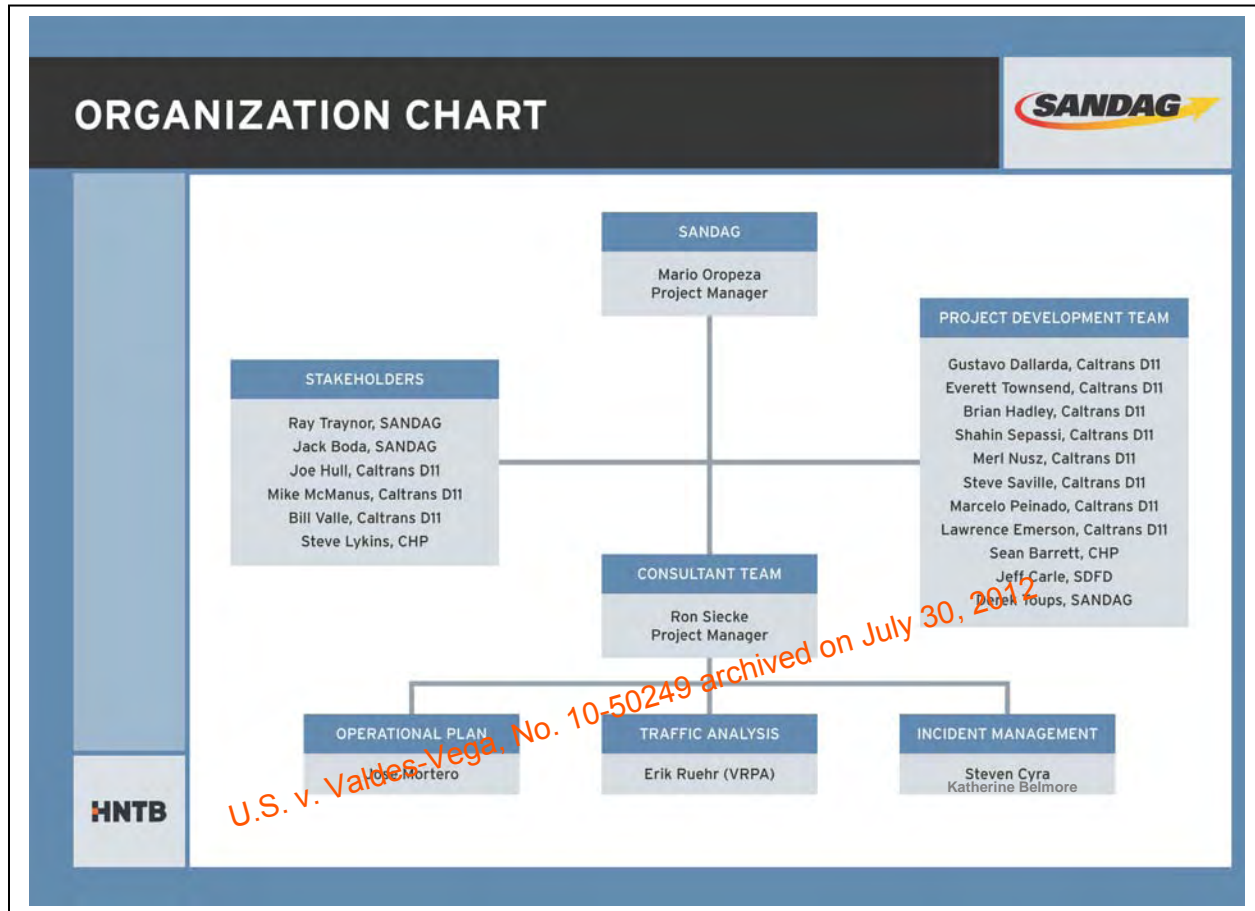 ORGANIZATION CHART
SANDAG
SANDAG
Mario Oropeza
Project Manager
STAKEHOLDERS
Ray Traynor, SANDAG
Jack Boda, SANDAG
Joe Hull, Caltrans D11
Mike McManus, Caltrans D11
Bill Valle, Caltrans D11
Steve Lykins, CHP
PROJECT DEVELOPMENT TEAM
Gustavo Dallarda, Caltrans D11
Everett Townsend, Caltrans D11
Brian Hadley, Caltrans D11
Shahin Sepassi, Caltrans D11
Merl Nusz, Caltrans D11
Steve Saville, Caltrans D11
Marcelo Peinado, Caltrans D11
Lawrence Emerson, Caltrans D11
Sean Barrett, CHP
Jeff Carle, SDFD
Derek Toups, SANDAG
CONSULTANT TEAM
Ron Siecke
Project Manager
OPERATIONAL PLAN
Jose Mortero
TRAFFIC ANALYSIS
Erik Ruehr (VRPA)
INCIDENT MANAGEMENT
Steven Cyra
Katherine Belmore
HNTB
U.S. v. Valdes-Vega, No. 10-50249 archived on July 30, 2012